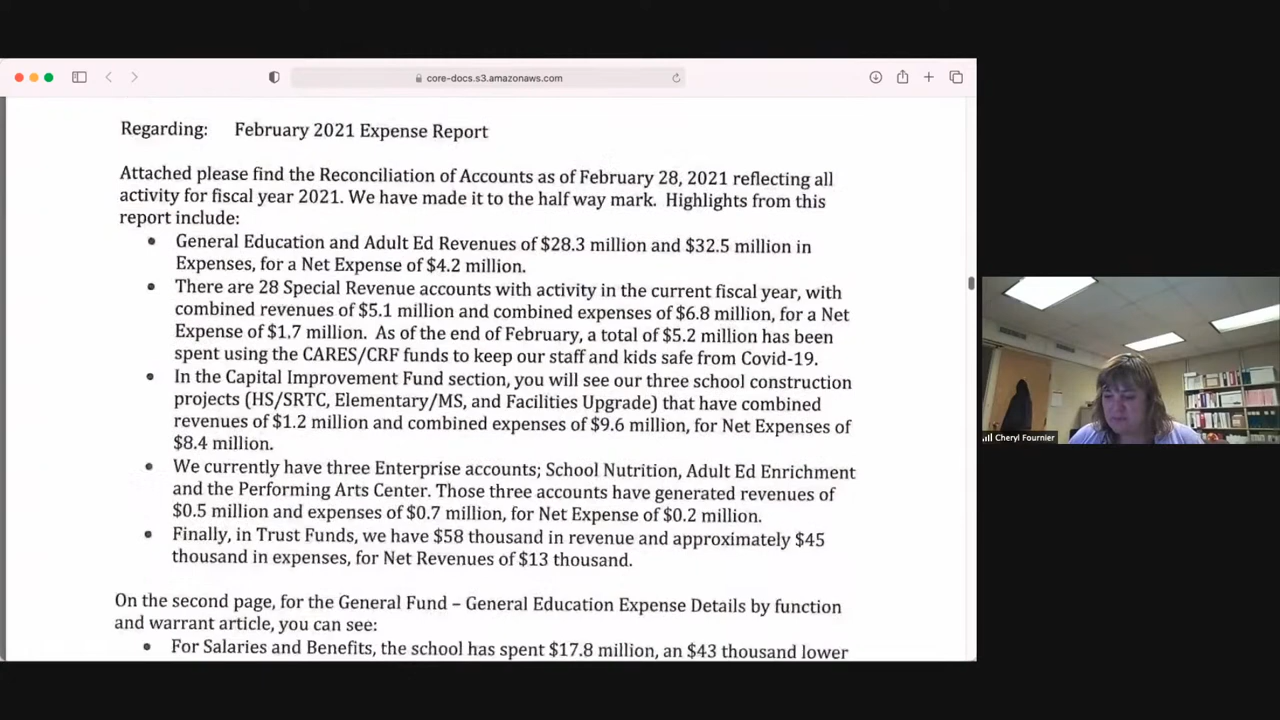 core-docs.s3.amazonaws.com
Regarding: February 2021 Expense Report
Attached please find the Reconciliation of Accounts as of February 28, 2021 reflecting all
activity for fiscal year 2021. We have made it to the half way mark. Highlights from this
report include:
• General Education and Adult Ed Revenues of $28.3 million and $32.5 million in
Expenses, for a Net Expense of $4.2 million.
• There are 28 Special Revenue accounts with activity in the current fiscal year, with
combined revenues of $5.1 million and combined expenses of $6.8 million, for a Net
Expense of $1.7 million. As of the end of February, a total of $5.2 million has been
spent using the CARES/CRF funds to keep our staff and kids safe from Covid-19.
• In the Capital Improvement Fund section, you will see our three school construction
projects (HS/SRTC, Elementary/MS, and Facilities Upgrade) that have combined
revenues of $1.2 million and combined expenses of $9.6 million, for Net Expenses of
$8.4 million.
• We currently have three Enterprise accounts; School Nutrition, Adult Ed Enrichment
and the Performing Arts Center. Those three accounts have generated revenues of
$0.5 million and expenses of $0.7 million, for Net Expense of $0.2 million.
• Finally, in Trust Funds, we have $58 thousand in revenue and approximately $45
thousand in expenses, for Net Revenues of $13 thousand.
On the second page, for the General Fund – General Education Expense Details by function
and warrant article, you can see:
• For Salaries and Benefits, the school has spent $17.8 million, an $43 thousand lower
Cheryl Fournier